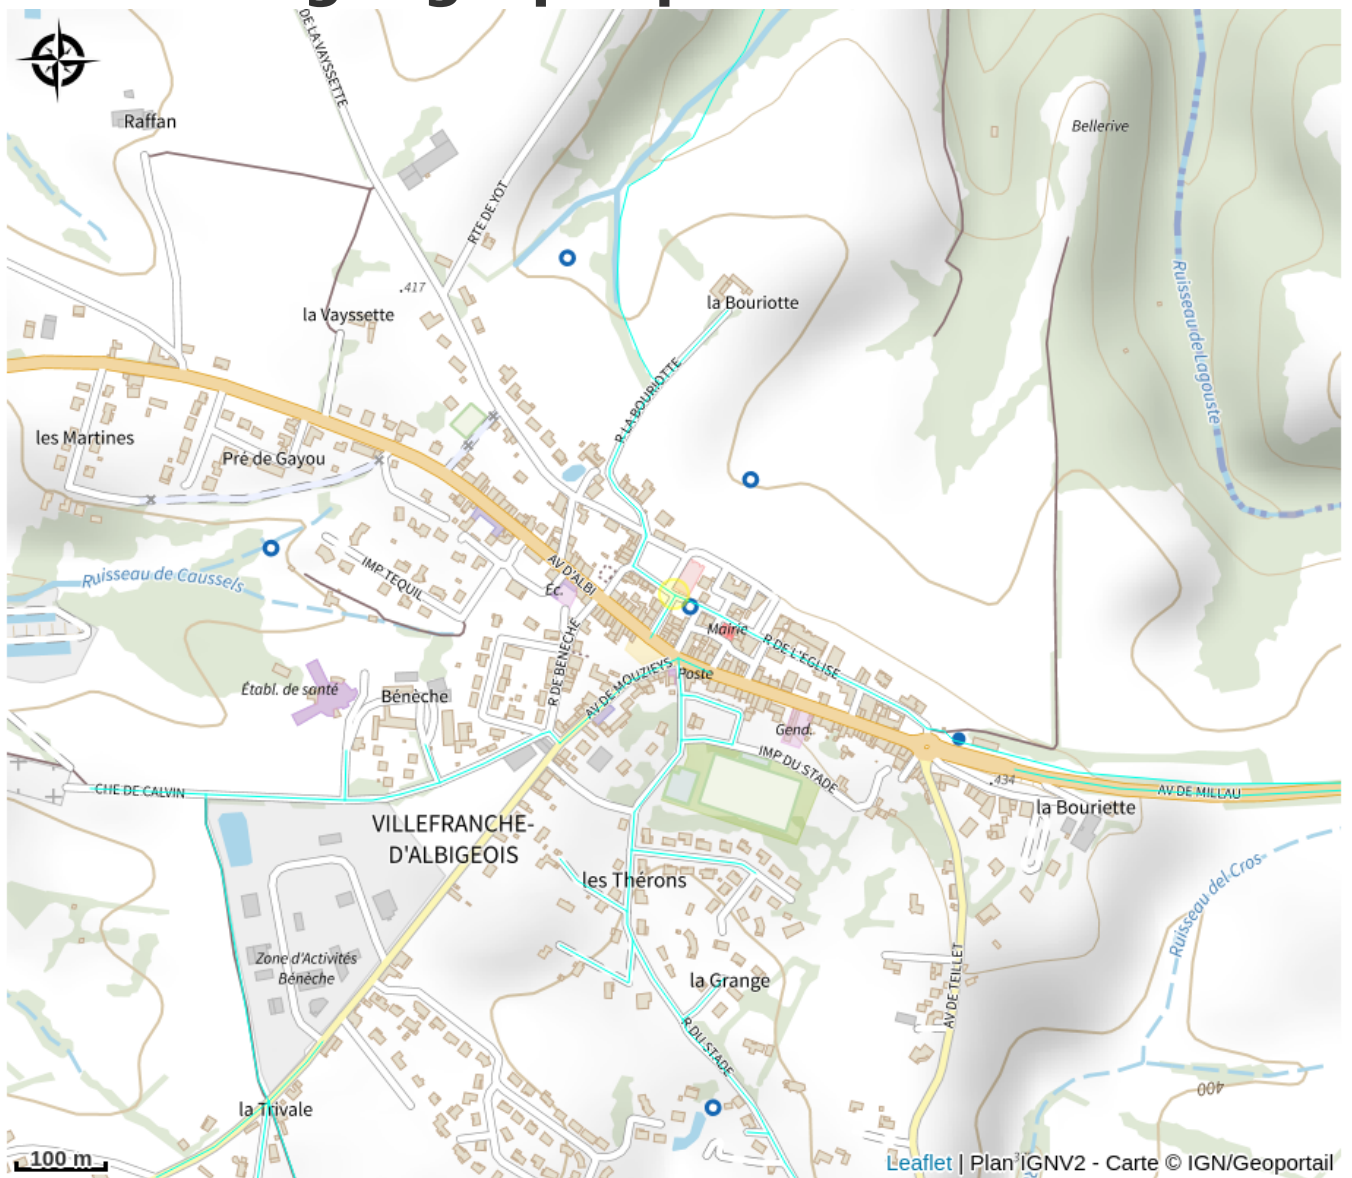 DE LA VAYSSETTE
Raffan
Bellerive
RTE DE YOT
.417
la Vayssette
la Bouriotte
Ruisseau de Lagouste
R LA BOURIOTTE
les Martines
Pré de Gayou
Ruisseau de Caussels
IMP TEQUIL
AV D'ALBI
Éc.
Mairie
R DE L'EGLISE
R DE BENECHE
AV DE MOUZIEYS
Poste
Établ. de santé
Bénèche
Gend.
IMP DU STADE
.434
AV DE MILLAU
CHE DE CALVIN
la Bouriette
VILLEFRANCHE-
D'ALBIGEOIS
les Thérons
Ruisseau del Cros
Zone d'Activités
Bénèche
la Grange
AV DE TEILLET
R DU STADE
400
la Trivale
100 m
Leaflet | Plan IGNV2 - Carte © IGN/Geoportail